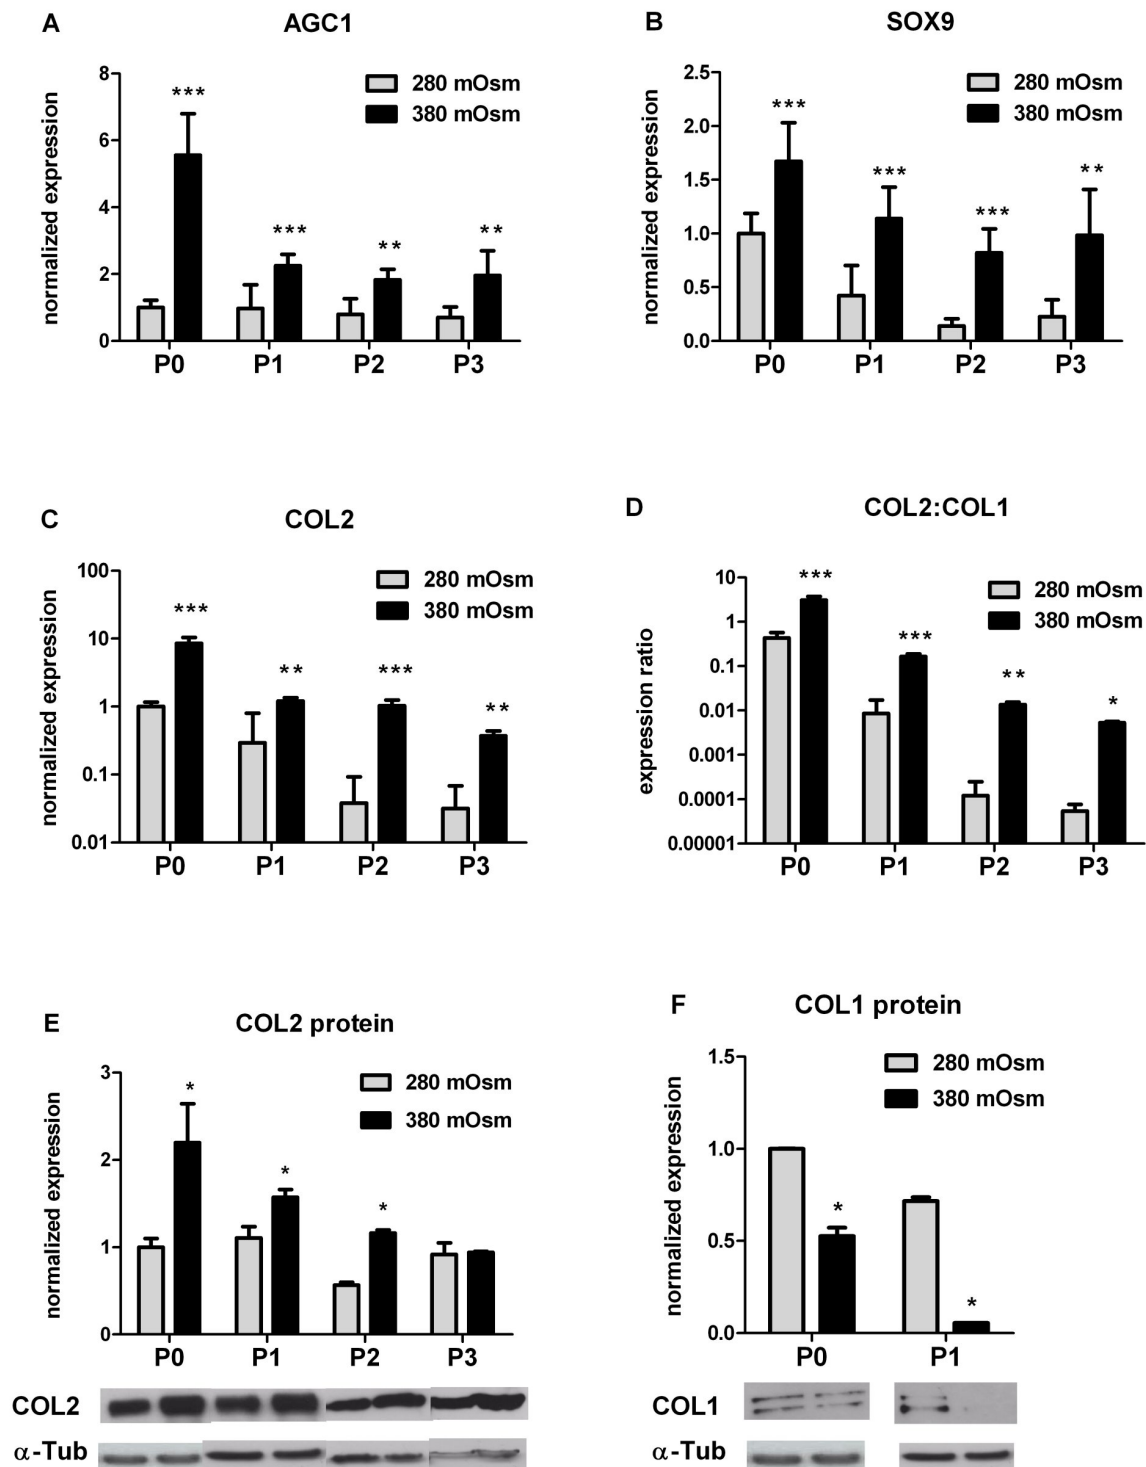 A
AGC1
normalized expression
8
6
4
2
0
280 mOsm
380 mOsm
***
***
**
**
P0 P1 P2 P3
B
SOX9
normalized expression
2.5
2.0
1.5
1.0
0.5
0.0
280 mOsm
380 mOsm
***
***
***
**
P0 P1 P2 P3
C
COL2
normalized expression
100
10
1
0.1
0.01
280 mOsm
380 mOsm
***
**
***
**
P0 P1 P2 P3
D
COL2:COL1
expression ratio
10
1
0.1
0.01
0.001
0.0001
0.00001
280 mOsm
380 mOsm
***
***
**
*
P0 P1 P2 P3
E
COL2 protein
normalized expression
3
2
1
0
280 mOsm
380 mOsm
*
*
*
P0 P1 P2 P3
COL2
α-Tub
F
COL1 protein
normalized expression
1.5
1.0
0.5
0.0
280 mOsm
380 mOsm
*
*
P0 P1
COL1
α-Tub